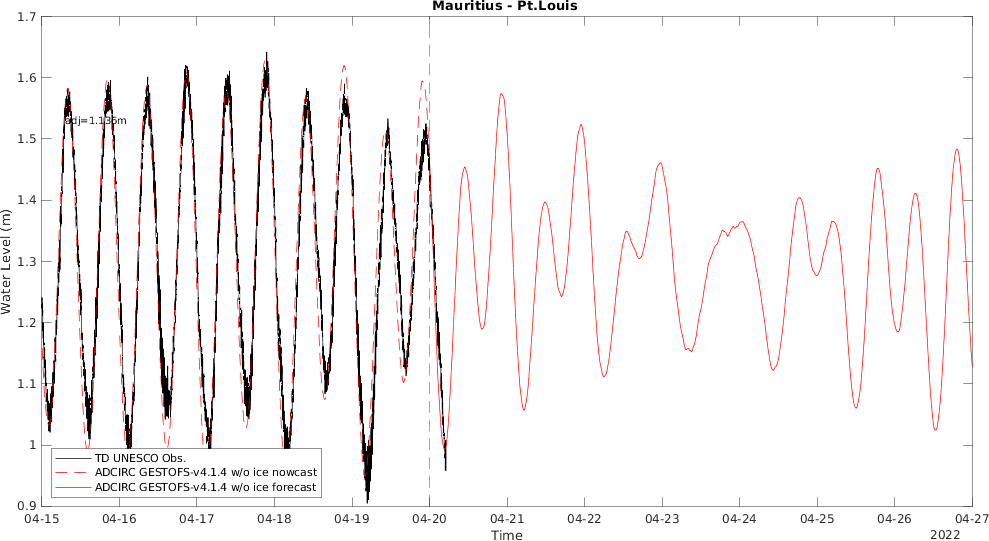 Mauritius - Pt.Louis
Water Level (m)
1.7
1.6
1.5
1.4
1.3
1.2
1.1
1
0.9
adj=1.136m
TD UNESCO Obs.
ADCIRC GESTOFS-v4.1.4 w/o ice nowcast
ADCIRC GESTOFS-v4.1.4 w/o ice forecast
04-15 04-16 04-17 04-18 04-19 04-20 04-21 04-22 04-23 04-24 04-25 04-26 04-27
Time
2022